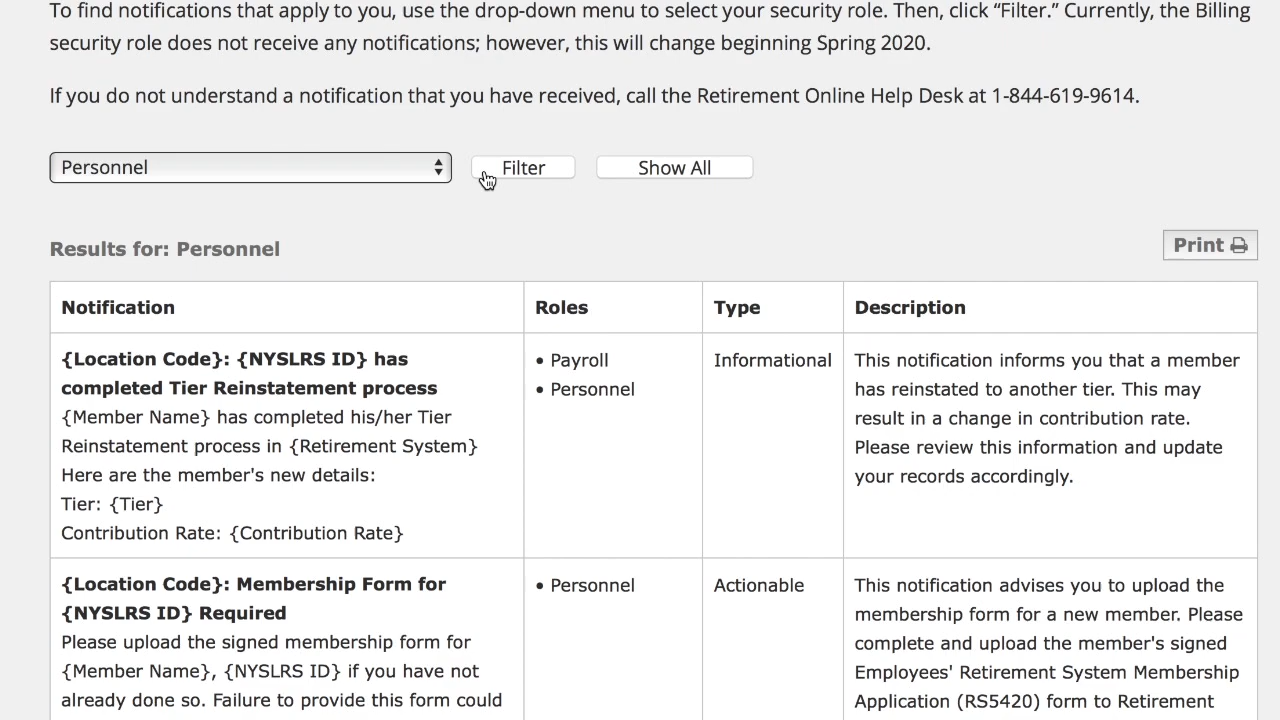 To find notifications that apply to you, use the drop-down menu to select your security role. Then, click “Filter.” Currently, the Billing
security role does not receive any notifications; however, this will change beginning Spring 2020.
If you do not understand a notification that you have received, call the Retirement Online Help Desk at 1-844-619-9614.
Personnel Filter Show All
Results for: Personnel Print
Notification Roles Type Description
{Location Code}: {NYSLRS ID} has
completed Tier Reinstatement process
{Member Name} has completed his/her Tier
Reinstatement process in {Retirement System}
Here are the member's new details:
Tier: {Tier}
Contribution Rate: {Contribution Rate}
• Payroll
• Personnel
Informational
This notification informs you that a member
has reinstated to another tier. This may
result in a change in contribution rate.
Please review this information and update
your records accordingly.
{Location Code}: Membership Form for
{NYSLRS ID} Required
Please upload the signed membership form for
{Member Name}, {NYSLRS ID} if you have not
already done so. Failure to provide this form could
• Personnel
Actionable
This notification advises you to upload the
membership form for a new member. Please
complete and upload the member's signed
Employees' Retirement System Membership
Application (RS5420) form to Retirement